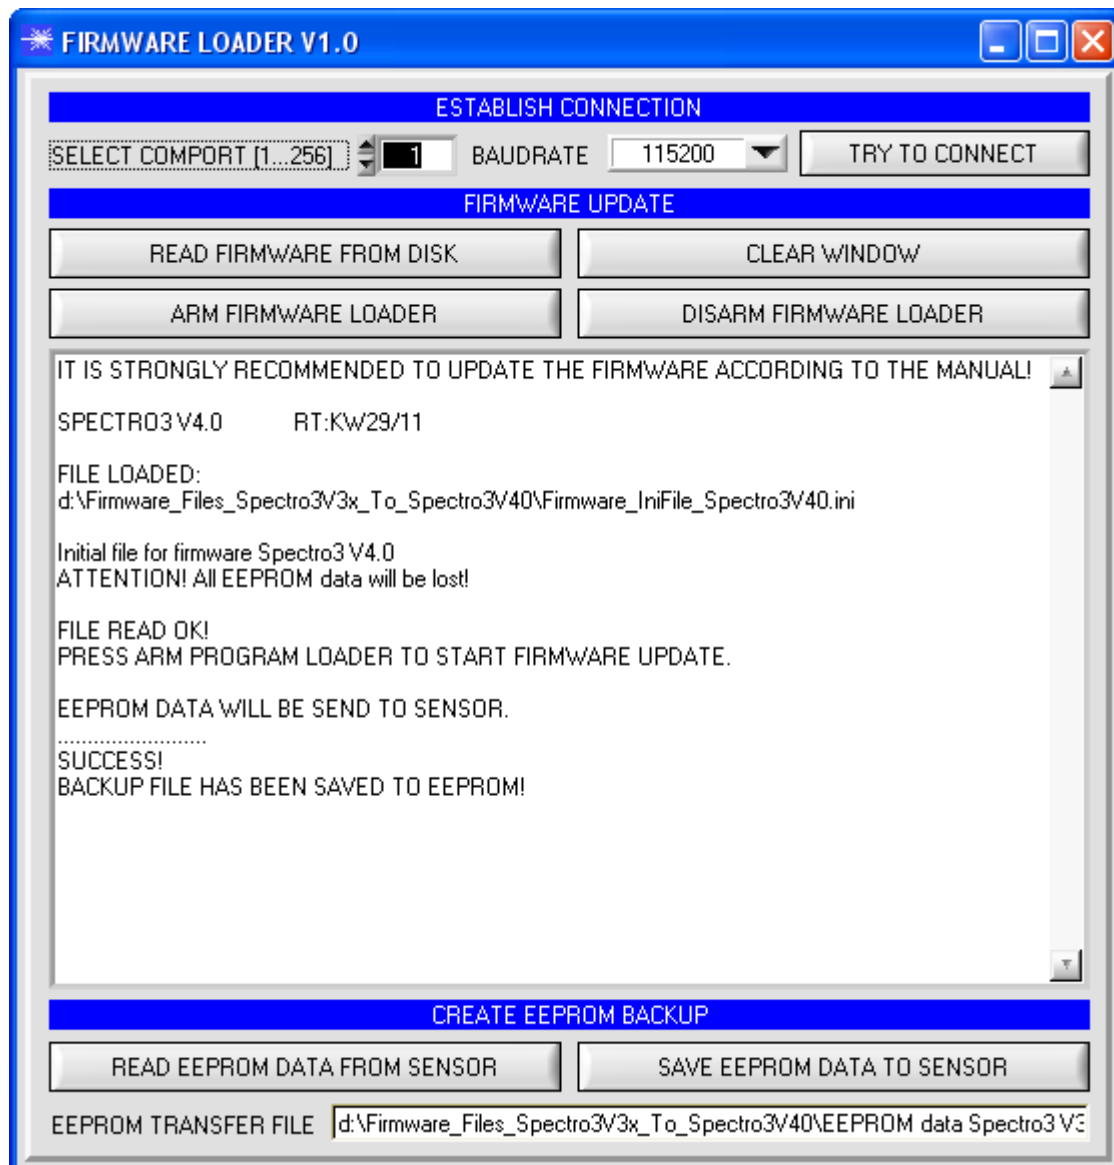 FIRMWARE LOADER V1.0
ESTABLISH CONNECTION
SELECT COMPORT [1...256] 1 BAUDRATE 115200 TRY TO CONNECT
FIRMWARE UPDATE
READ FIRMWARE FROM DISK CLEAR WINDOW
ARM FIRMWARE LOADER DISARM FIRMWARE LOADER
IT IS STRONGLY RECOMMENDED TO UPDATE THE FIRMWARE ACCORDING TO THE MANUAL!
SPECTRO3 V4.0 RT:KW29/11
FILE LOADED:
d:\Firmware_Files_Spectro3V3x_To_Spectro3V40\Firmware_IniFile_Spectro3V40.ini
Initial file for firmware Spectro3 V4.0
ATTENTION! All EEPROM data will be lost!
FILE READ OK!
PRESS ARM PROGRAM LOADER TO START FIRMWARE UPDATE.
EEPROM DATA WILL BE SEND TO SENSOR.
.........................
SUCCESS!
BACKUP FILE HAS BEEN SAVED TO EEPROM!
CREATE EEPROM BACKUP
READ EEPROM DATA FROM SENSOR SAVE EEPROM DATA TO SENSOR
EEPROM TRANSFER FILE d:\Firmware_Files_Spectro3V3x_To_Spectro3V40\EEPROM data Spectro3 V3